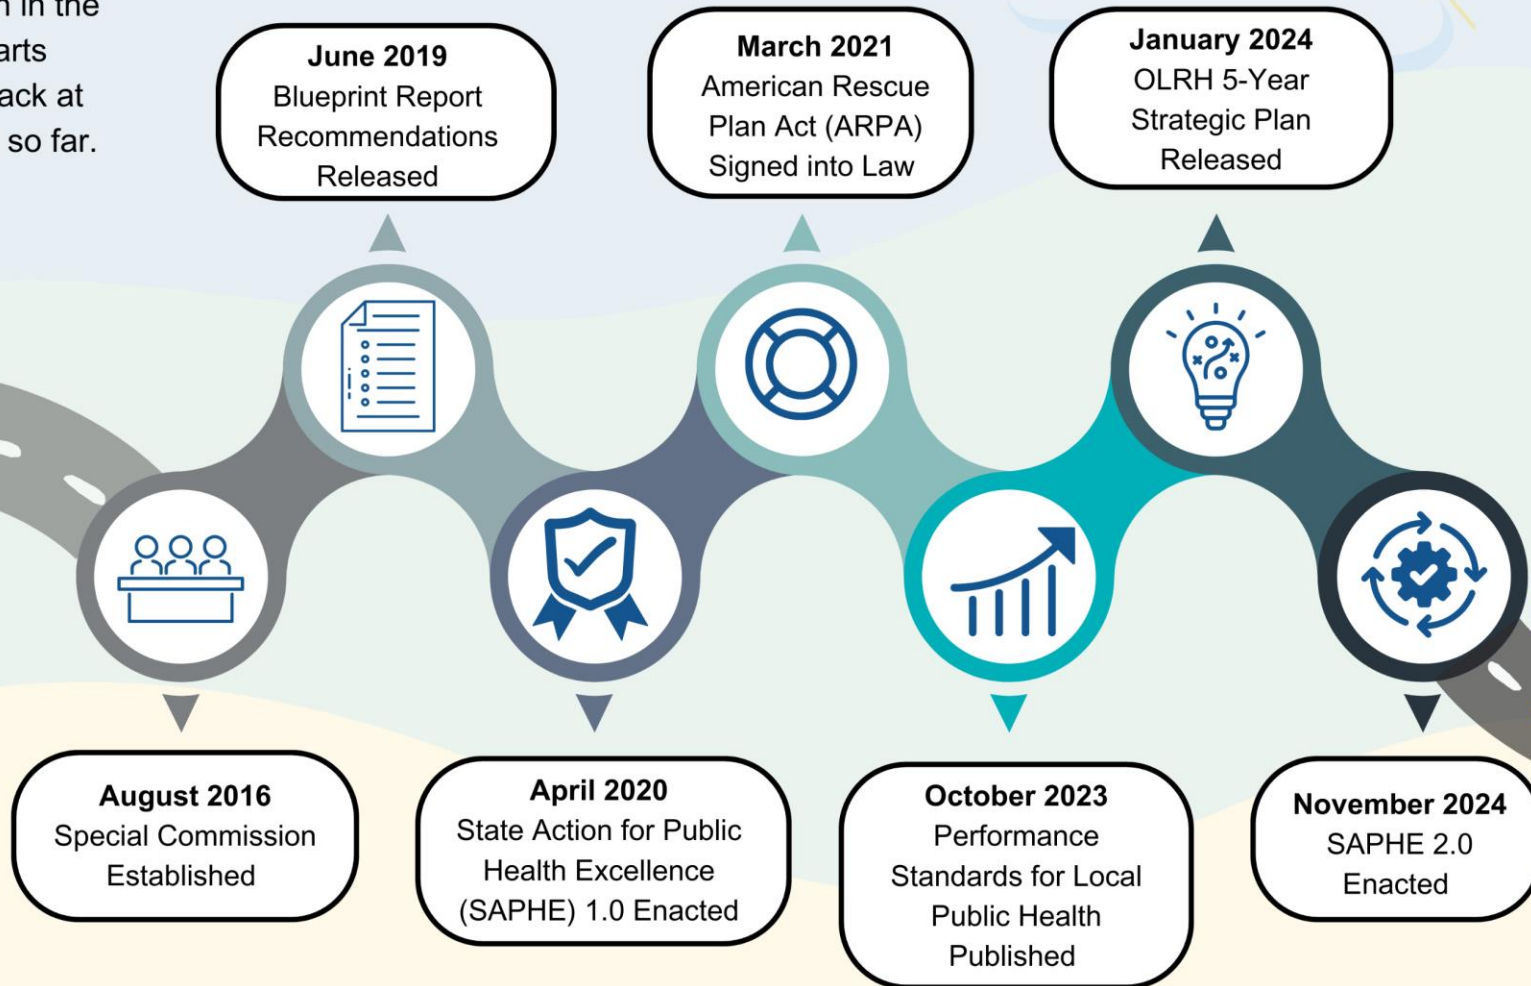 n in the
arts
ack at
so far.
June 2019
Blueprint Report
Recommendations
Released
March 2021
American Rescue
Plan Act (ARPA)
Signed into Law
January 2024
OLRH 5-Year
Strategic Plan
Released
August 2016
Special Commission
Established
April 2020
State Action for Public
Health Excellence
(SAPHE) 1.0 Enacted
October 2023
Performance
Standards for Local
Public Health
Published
November 2024
SAPHE 2.0
Enacted